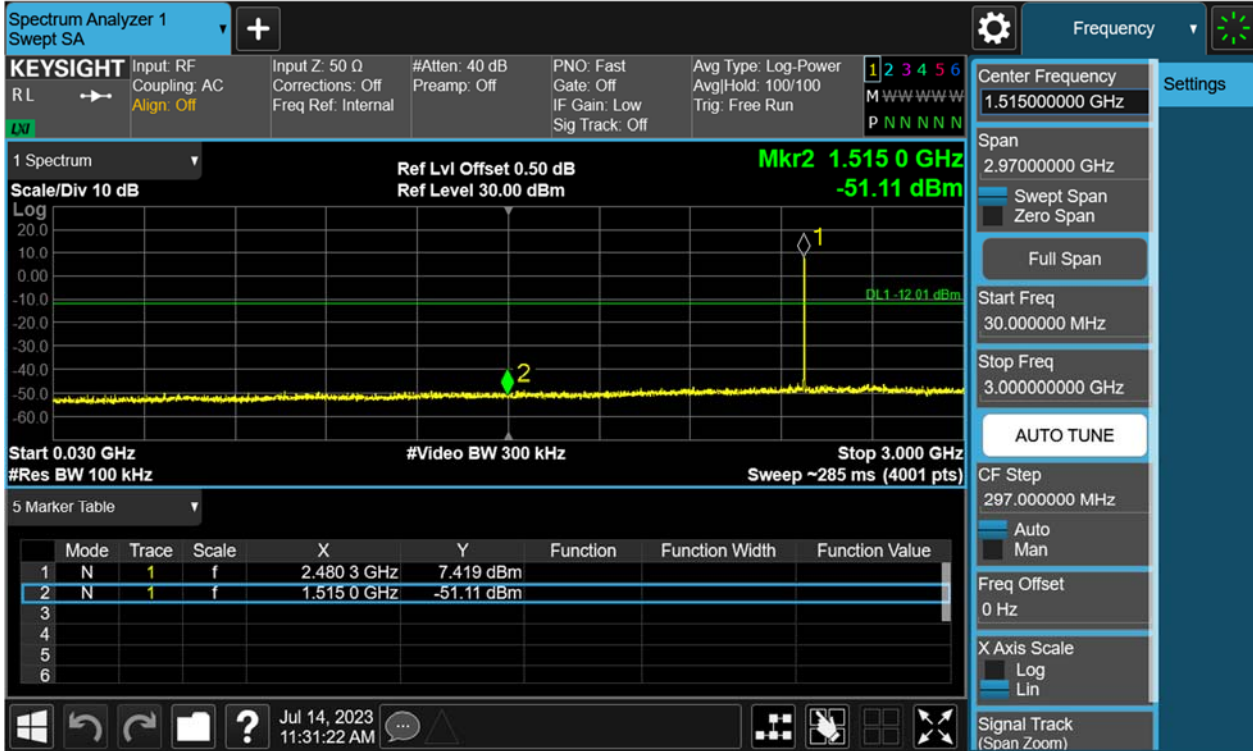 Spectrum Analyzer 1
Swept SA
+
Frequency
KEYSIGHT
RL
LXI
Input: RF
Coupling: AC
Align: Off
Input Z: 50 Ω
Corrections: Off
Freq Ref: Internal
#Atten: 40 dB
Preamp: Off
PNO: Fast
Gate: Off
IF Gain: Low
Sig Track: Off
Avg Type: Log-Power
Avg|Hold: 100/100
Trig: Free Run
1 2 3 4 5 6
M W W W W W
P N N N N N
1 Spectrum
Scale/Div 10 dB
Ref Lvl Offset 0.50 dB
Ref Level 30.00 dBm
Mkr2 1.515 0 GHz
-51.11 dBm
Log
20.0
10.0
0.00
-10.0
-20.0
-30.0
-40.0
-50.0
-60.0
1
DL1 -12.01 dBm
2
Start 0.030 GHz
#Video BW 300 kHz
Stop 3.000 GHz
#Res BW 100 kHz
Sweep ~285 ms (4001 pts)
5 Marker Table
Mode Trace Scale X Y Function Function Width Function Value
1 N 1 f 2.480 3 GHz 7.419 dBm
2 N 1 f 1.515 0 GHz -51.11 dBm
3
4
5
6
?
Jul 14, 2023
11:31:22 AM
Center Frequency
1.515000000 GHz
Settings
Span
2.97000000 GHz
Swept Span
Zero Span
Full Span
Start Freq
30.000000 MHz
Stop Freq
3.000000000 GHz
AUTO TUNE
CF Step
297.000000 MHz
Auto
Man
Freq Offset
0 Hz
X Axis Scale
Log
Lin
Signal Track
(Span Zoom)